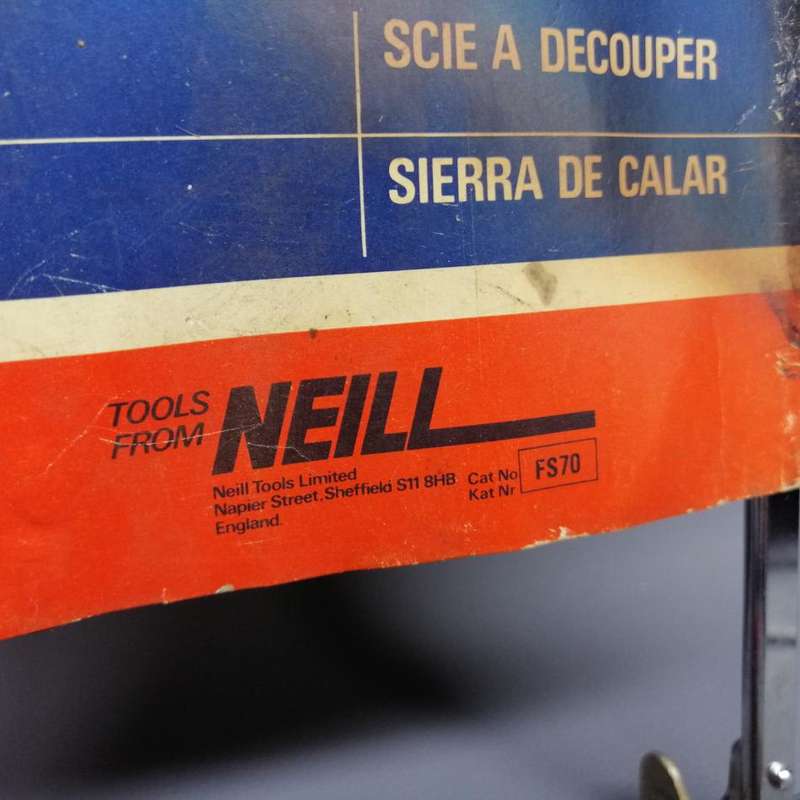 SCIE A DECOUPER
SIERRA DE CALAR
TOOLS
FROM
NEILL
Neill Tools Limited
Napier Street, Sheffield S11 8HB
England.
Cat No
Kat Nr
FS70